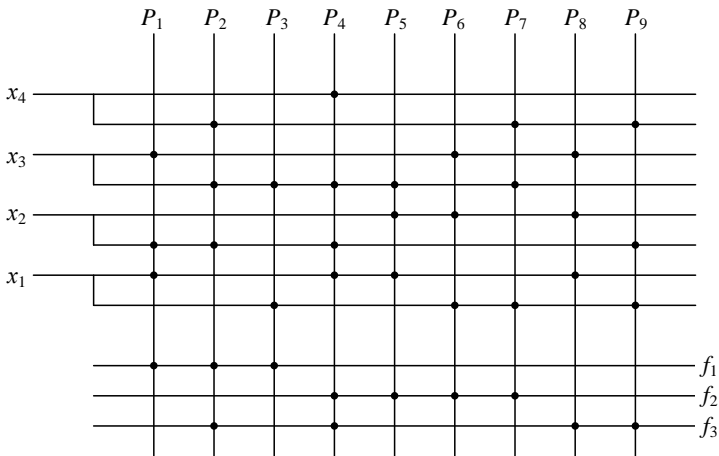 P₁ P₂ P₃ P₄ P₅ P₆ P₇ P₈ P₉
x₄
x₃
x₂
x₁
f₁
f₂
f₃